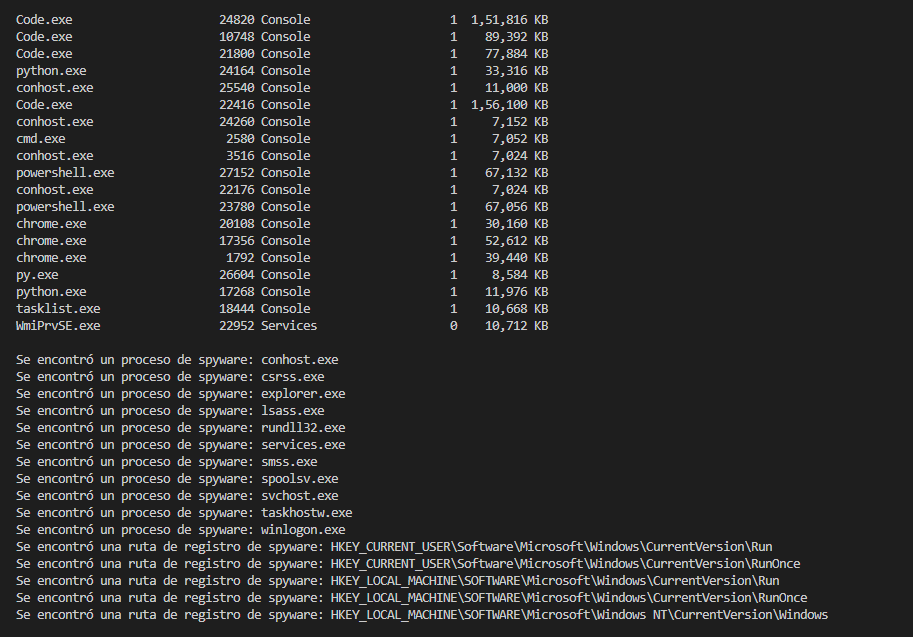 Code.exe 24820 Console 1 1,51,816 KB
Code.exe 10748 Console 1 89,392 KB
Code.exe 21800 Console 1 77,884 KB
python.exe 24164 Console 1 33,316 KB
conhost.exe 25540 Console 1 11,000 KB
Code.exe 22416 Console 1 1,56,100 KB
conhost.exe 24260 Console 1 7,152 KB
cmd.exe 2580 Console 1 7,052 KB
conhost.exe 3516 Console 1 7,024 KB
powershell.exe 27152 Console 1 67,132 KB
conhost.exe 22176 Console 1 7,024 KB
powershell.exe 23780 Console 1 67,056 KB
chrome.exe 20108 Console 1 30,160 KB
chrome.exe 17356 Console 1 52,612 KB
chrome.exe 1792 Console 1 39,440 KB
py.exe 26604 Console 1 8,584 KB
python.exe 17268 Console 1 11,976 KB
tasklist.exe 18444 Console 1 10,668 KB
WmiPrvSE.exe 22952 Services 0 10,712 KB
Se encontró un proceso de spyware: conhost.exe
Se encontró un proceso de spyware: csrss.exe
Se encontró un proceso de spyware: explorer.exe
Se encontró un proceso de spyware: lsass.exe
Se encontró un proceso de spyware: rundll32.exe
Se encontró un proceso de spyware: services.exe
Se encontró un proceso de spyware: smss.exe
Se encontró un proceso de spyware: spoolsv.exe
Se encontró un proceso de spyware: svchost.exe
Se encontró un proceso de spyware: taskhostw.exe
Se encontró un proceso de spyware: winlogon.exe
Se encontró una ruta de registro de spyware: HKEY_CURRENT_USER\Software\Microsoft\Windows\CurrentVersion\Run
Se encontró una ruta de registro de spyware: HKEY_CURRENT_USER\Software\Microsoft\Windows\CurrentVersion\RunOnce
Se encontró una ruta de registro de spyware: HKEY_LOCAL_MACHINE\SOFTWARE\Microsoft\Windows\CurrentVersion\Run
Se encontró una ruta de registro de spyware: HKEY_LOCAL_MACHINE\SOFTWARE\Microsoft\Windows\CurrentVersion\RunOnce
Se encontró una ruta de registro de spyware: HKEY_LOCAL_MACHINE\SOFTWARE\Microsoft\Windows NT\CurrentVersion\Windows